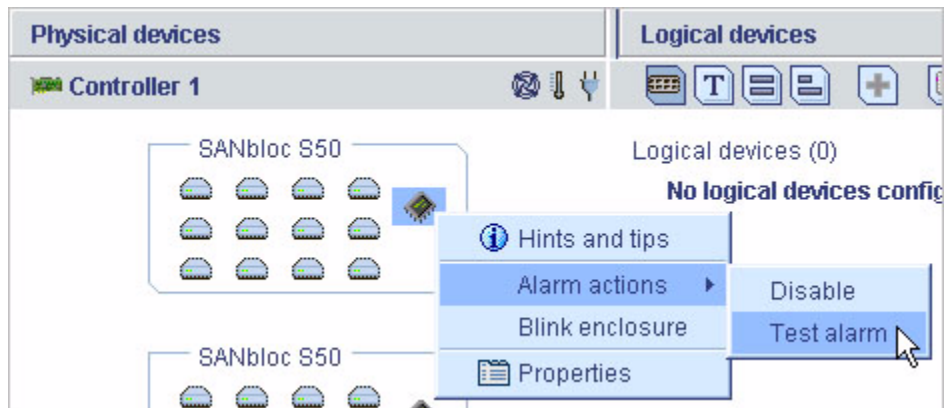 Physical devices
Logical devices
Controller 1
T
SANbloc S50
Logical devices (0)
No logical devices config
Hints and tips
Alarm actions
Disable
Blink enclosure
Test alarm
SANbloc S50
Properties